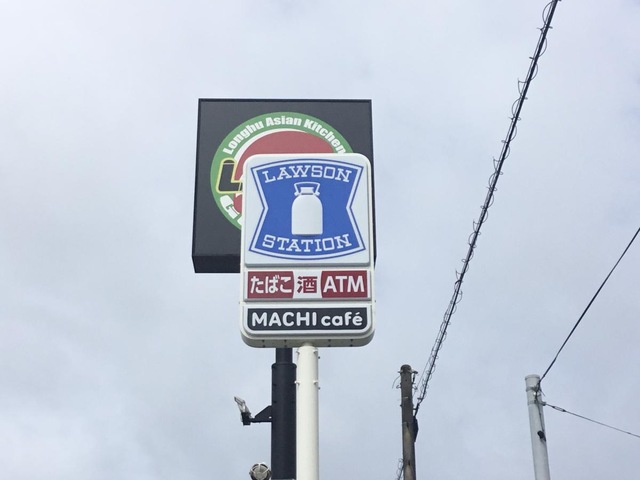 Longhu Asian Kitchen
LAWSON
STATION
たばこ 酒 ATM
MACHI café